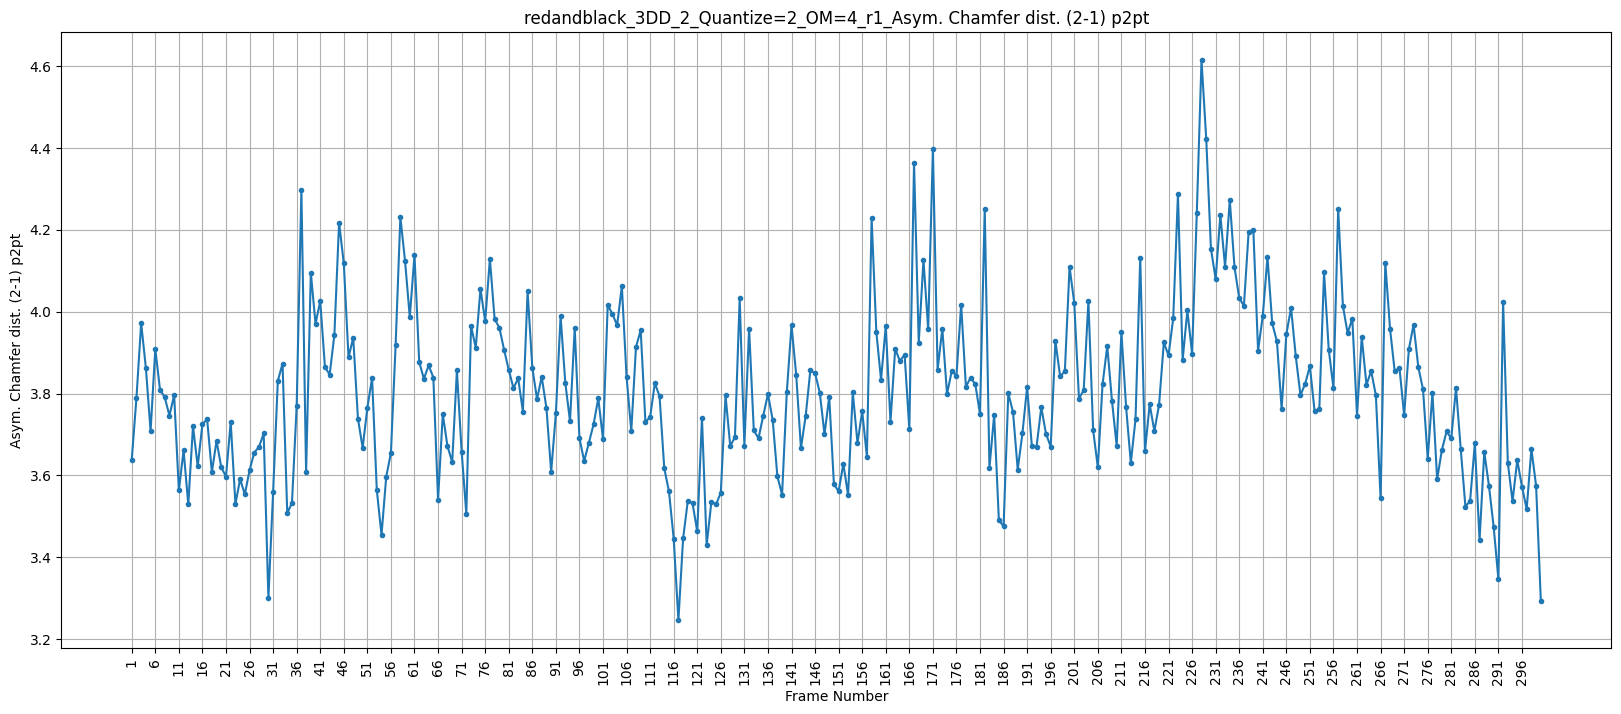 redandblack_3DD_2_Quantize=2_OM=4_r1_Asym. Chamfer dist. (2-1) p2pt
Asym. Chamfer dist. (2-1) p2pt
4.6
4.4
4.2
4.0
3.8
3.6
3.4
3.2
1 6 11 16 21 26 31 36 41 46 51 56 61 66 71 76 81 86 91 96 101 106 111 116 121 126 131 136 141 146 151 156 161 166 171 176 181 186 191 196 201 206 211 216 221 226 231 236 241 246 251 256 261 266 271 276 281 286 291 296
Frame Number